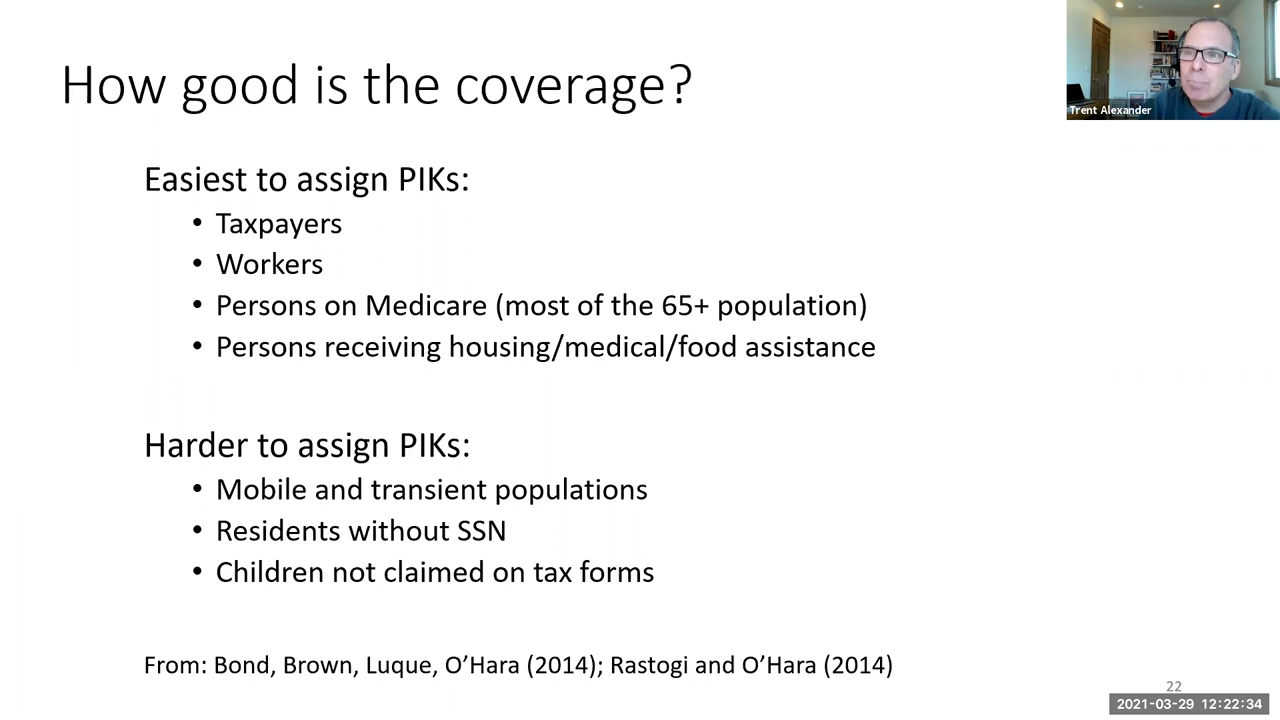 How good is the coverage?
Trent Alexander
Easiest to assign PIKs:
• Taxpayers
• Workers
• Persons on Medicare (most of the 65+ population)
• Persons receiving housing/medical/food assistance
Harder to assign PIKs:
• Mobile and transient populations
• Residents without SSN
• Children not claimed on tax forms
From: Bond, Brown, Luque, O’Hara (2014); Rastogi and O’Hara (2014)
22
2021-03-29 12:22:34